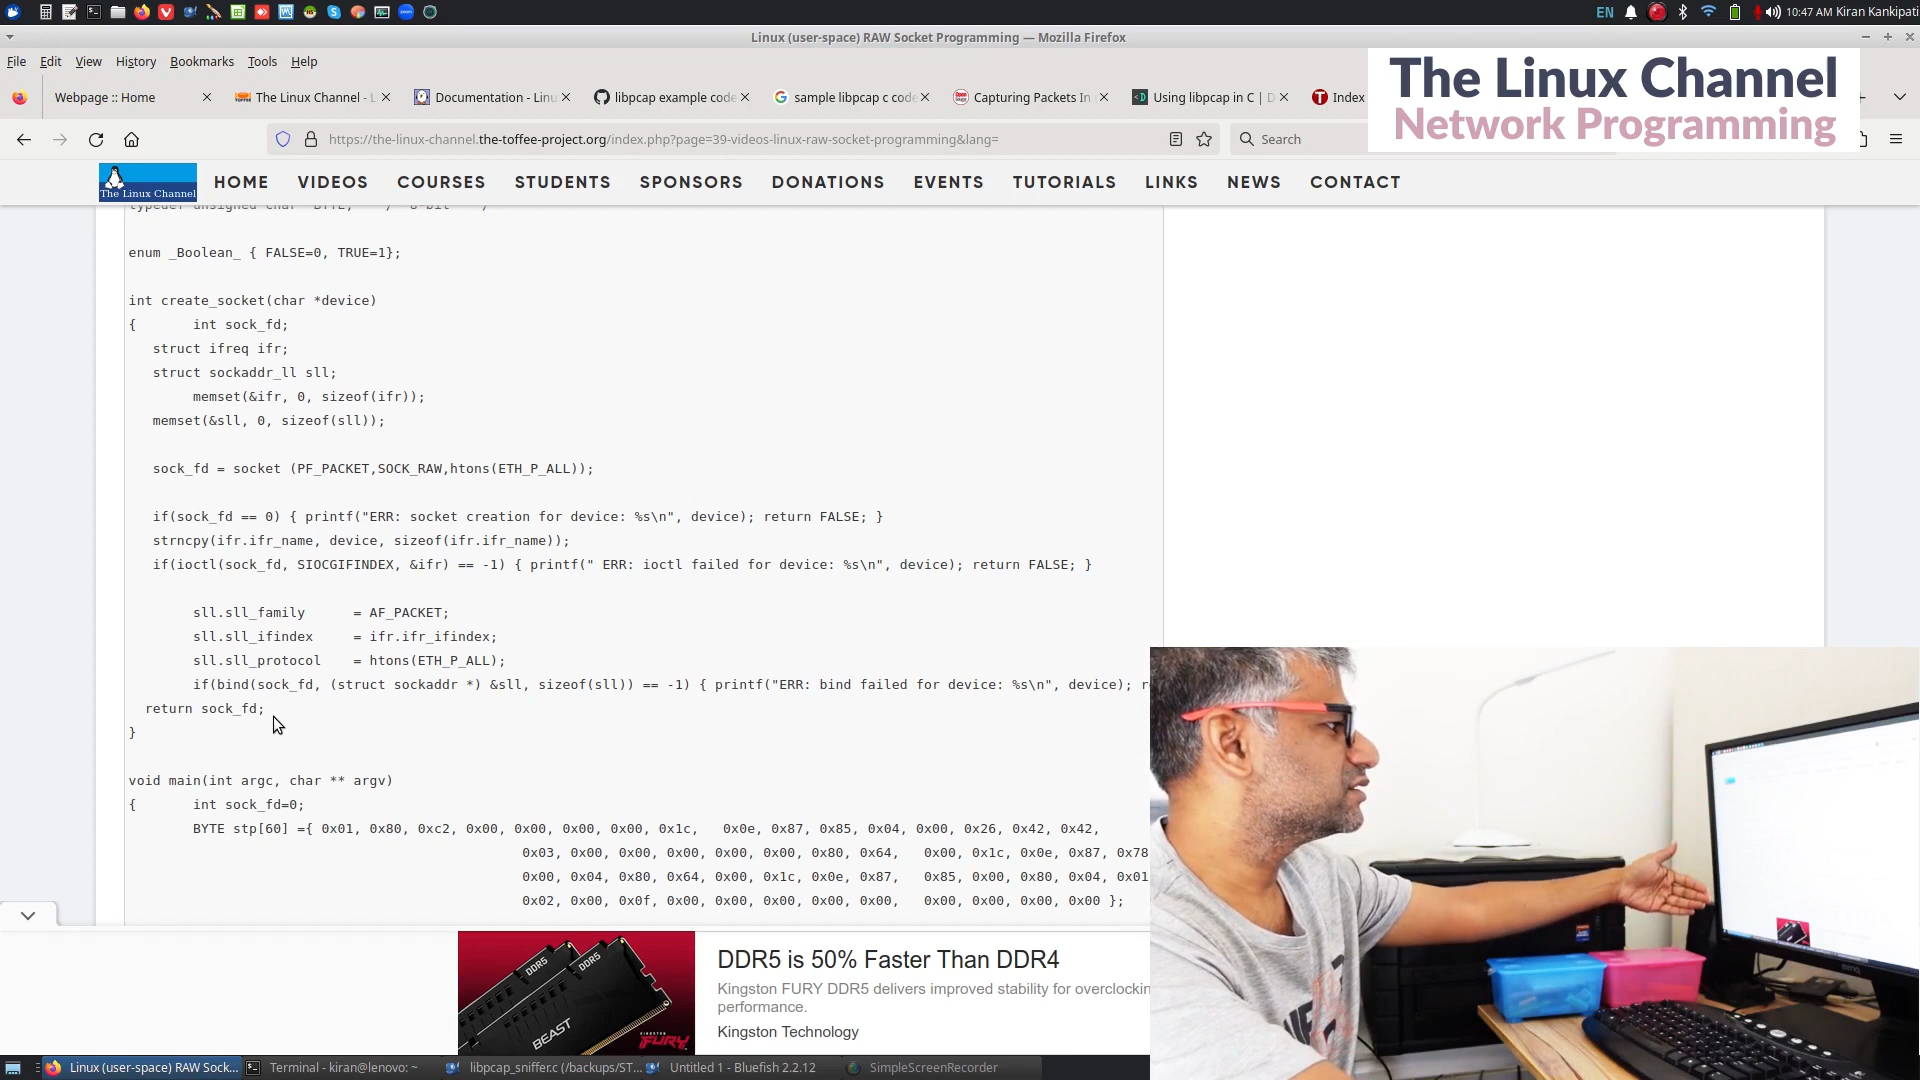 EN
10:47 AM Kiran Kankipati
Linux (user-space) RAW Socket Programming — Mozilla Firefox
File Edit View History Bookmarks Tools Help
Webpage :: Home
The Linux Channel - L
Documentation - Linu
libpcap example code
sample libpcap c code
Capturing Packets In
Using libpcap in C | D
Index
The Linux Channel
Network Programming
https://the-linux-channel.the-toffee-project.org/index.php?page=39-videos-linux-raw-socket-programming&lang=
Search
The Linux Channel
HOME VIDEOS COURSES STUDENTS SPONSORS DONATIONS EVENTS TUTORIALS LINKS NEWS CONTACT
enum _Boolean_ { FALSE=0, TRUE=1};
int create_socket(char *device)
{ int sock_fd;
struct ifreq ifr;
struct sockaddr_ll sll;
memset(&ifr, 0, sizeof(ifr));
memset(&sll, 0, sizeof(sll));
sock_fd = socket (PF_PACKET,SOCK_RAW,htons(ETH_P_ALL));
if(sock_fd == 0) { printf("ERR: socket creation for device: %s\n", device); return FALSE; }
strncpy(ifr.ifr_name, device, sizeof(ifr.ifr_name));
if(ioctl(sock_fd, SIOCGIFINDEX, &ifr) == -1) { printf(" ERR: ioctl failed for device: %s\n", device); return FALSE; }
sll.sll_family = AF_PACKET;
sll.sll_ifindex = ifr.ifr_ifindex;
sll.sll_protocol = htons(ETH_P_ALL);
if(bind(sock_fd, (struct sockaddr *) &sll, sizeof(sll)) == -1) { printf("ERR: bind failed for device: %s\n", device);
return sock_fd;
}
void main(int argc, char ** argv)
{ int sock_fd=0;
BYTE stp[60] ={ 0x01, 0x80, 0xc2, 0x00, 0x00, 0x00, 0x00, 0x1c, 0x0e, 0x87, 0x85, 0x04, 0x00, 0x26, 0x42, 0x42,
0x03, 0x00, 0x00, 0x00, 0x00, 0x00, 0x80, 0x64, 0x00, 0x1c, 0x0e, 0x87, 0x78
0x00, 0x04, 0x80, 0x64, 0x00, 0x1c, 0x0e, 0x87, 0x85, 0x00, 0x80, 0x04, 0x01
0x02, 0x00, 0x0f, 0x00, 0x00, 0x00, 0x00, 0x00, 0x00, 0x00, 0x00, 0x00 };
DDR5
DDR5
BEAST
KINGSTON
FURY
DDR5 is 50% Faster Than DDR4
Kingston FURY DDR5 delivers improved stability for overclockin
performance.
Kingston Technology
BenQ
Linux (user-space) RAW Sock...
Terminal - kiran@lenovo: ~
libpcap_sniffer.c (/backups/ST...
Untitled 1 - Bluefish 2.2.12
SimpleScreenRecorder